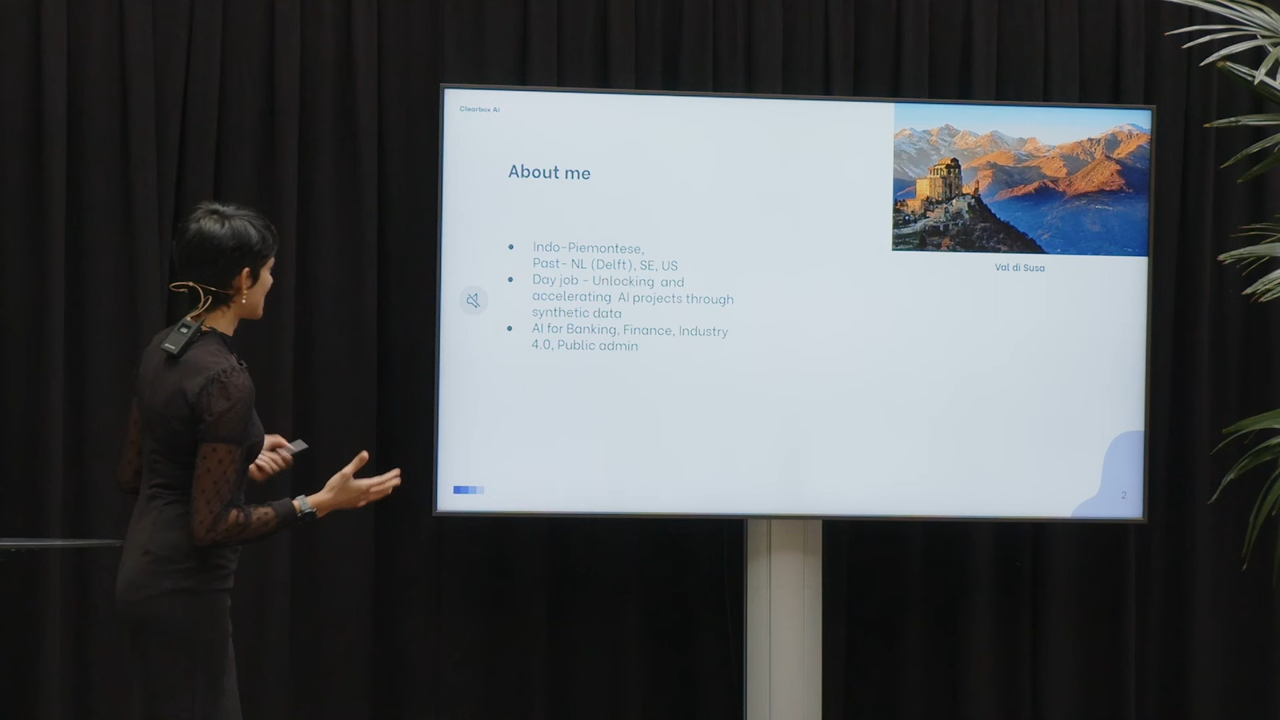 Clearbox AI
About me
Indo-Piemontese,
Past- NL (Delft), SE, US
Day job - Unlocking and
accelerating AI projects through
synthetic data
AI for Banking, Finance, Industry
4.0, Public admin
Val di Susa
2